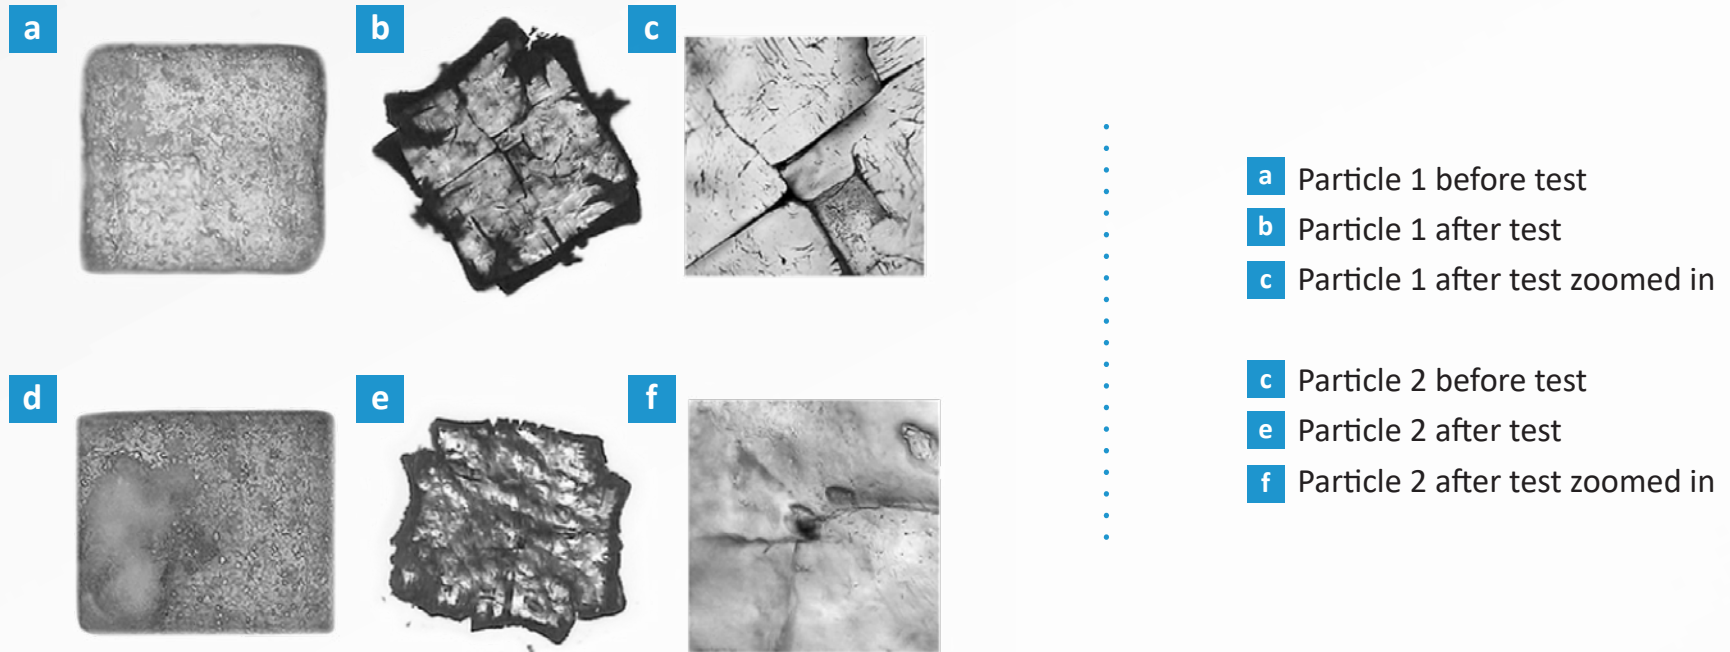 a
b
c
a Particle 1 before test
b Particle 1 after test
c Particle 1 after test zoomed in
d
e
f
c Particle 2 before test
e Particle 2 after test
f Particle 2 after test zoomed in